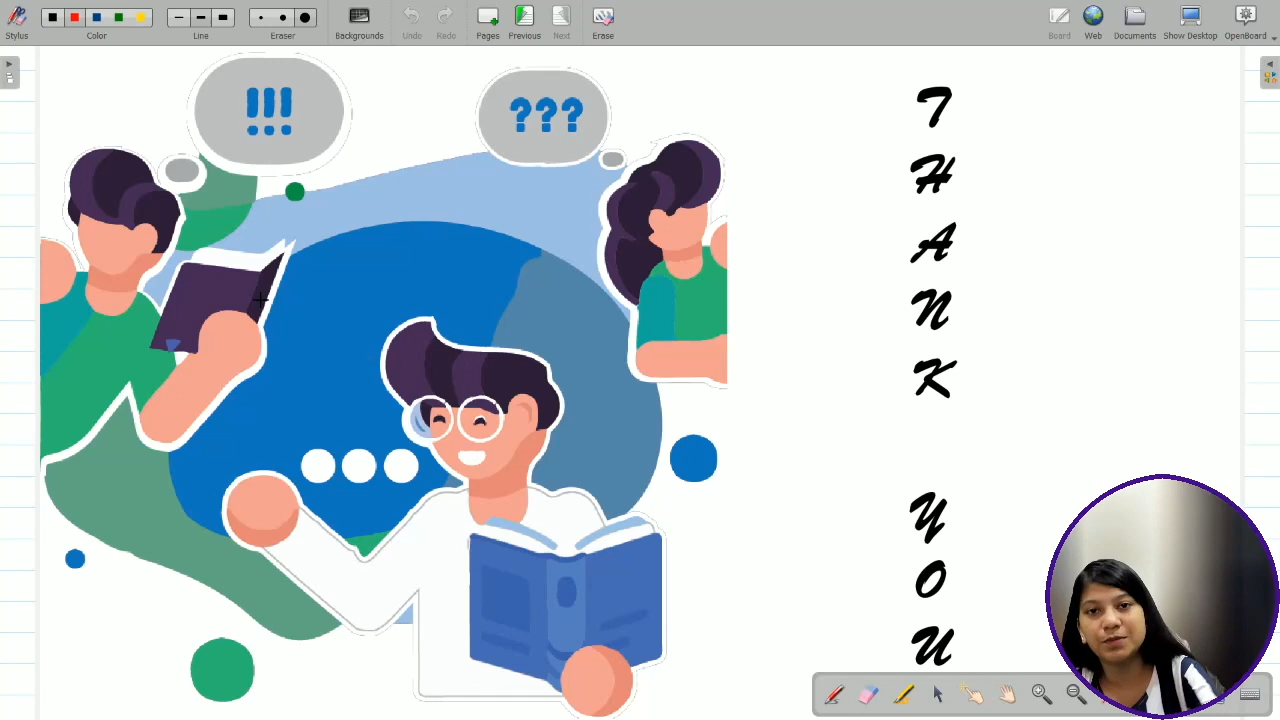 Stylus Color Line Eraser Backgrounds Undo Redo Pages Previous Next Erase Board Web Documents Show Desktop OpenBoard
!!!
???
T
H
A
N
K
Y
O
U